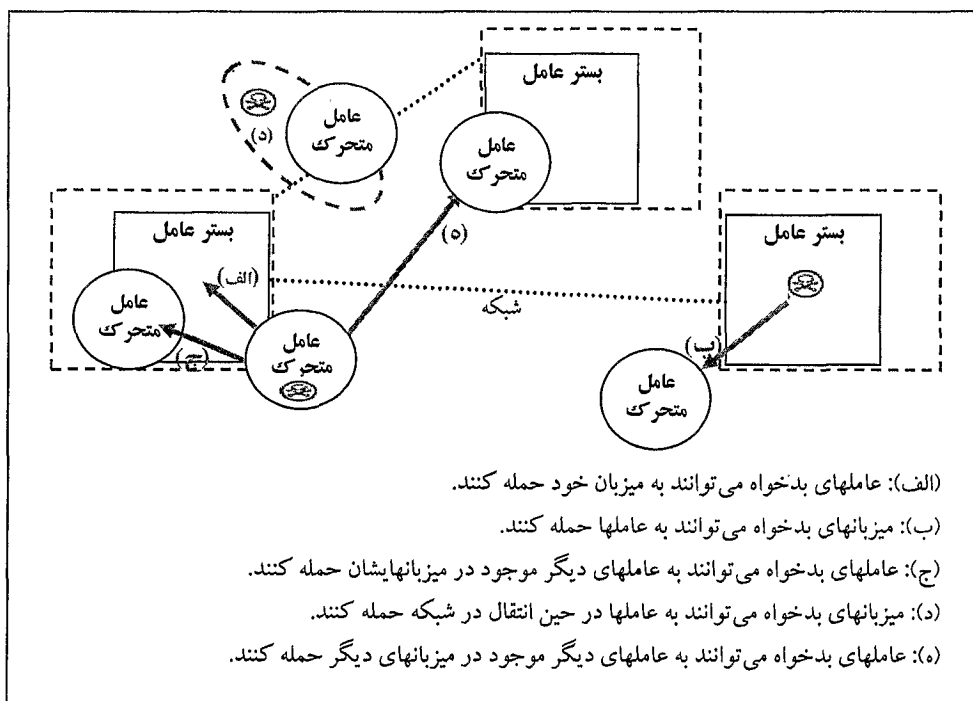 بستر عامل
عامل
متحرک
(د)
عامل
متحرک
(ه)
بستر عامل
(الف)
عامل
متحرک
(ج)
عامل
متحرک
شبکه
بستر عامل
(ب)
عامل
متحرک
(الف): عاملهای بدخواه می‌توانند به میزبان خود حمله کنند.
(ب): میزبانهای بدخواه می‌توانند به عاملها حمله کنند.
(ج): عاملهای بدخواه می‌توانند به عاملهای دیگر موجود در میزبانهایشان حمله کنند.
(د): میزبانهای بدخواه می‌توانند به عاملها در حین انتقال در شبکه حمله کنند.
(ه): عاملهای بدخواه می‌توانند به عاملهای دیگر موجود در میزبانهای دیگر حمله کنند.